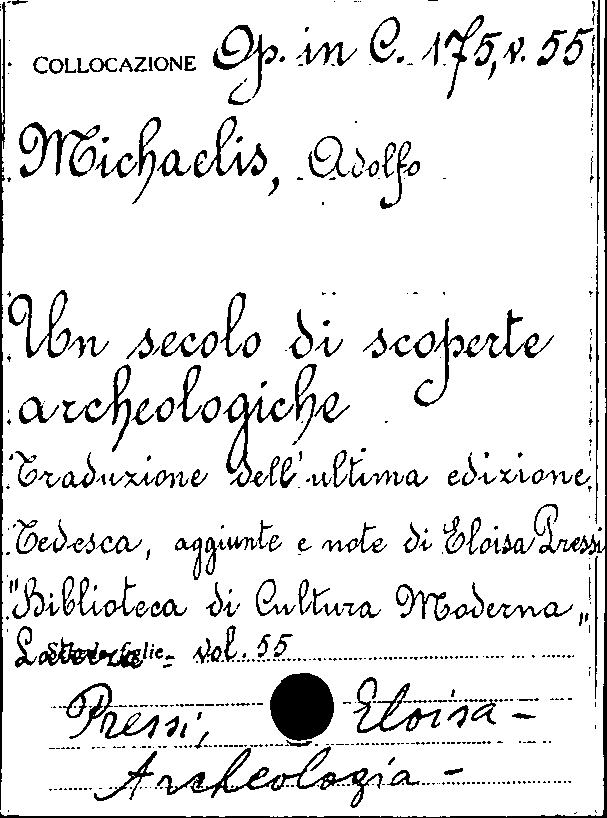 COLLOCAZIONE Op. in C. 175, v. 55
Michaelis, Adolfo
Un secolo di scoperte
archeologiche
Traduzione dell'ultima edizione
Tedesca, aggiunte e note di Eloisa Pressi
"Biblioteca di Cultura Moderna„
Laterza - vol. 55
Pressi, Eloisa -
Archeologia -